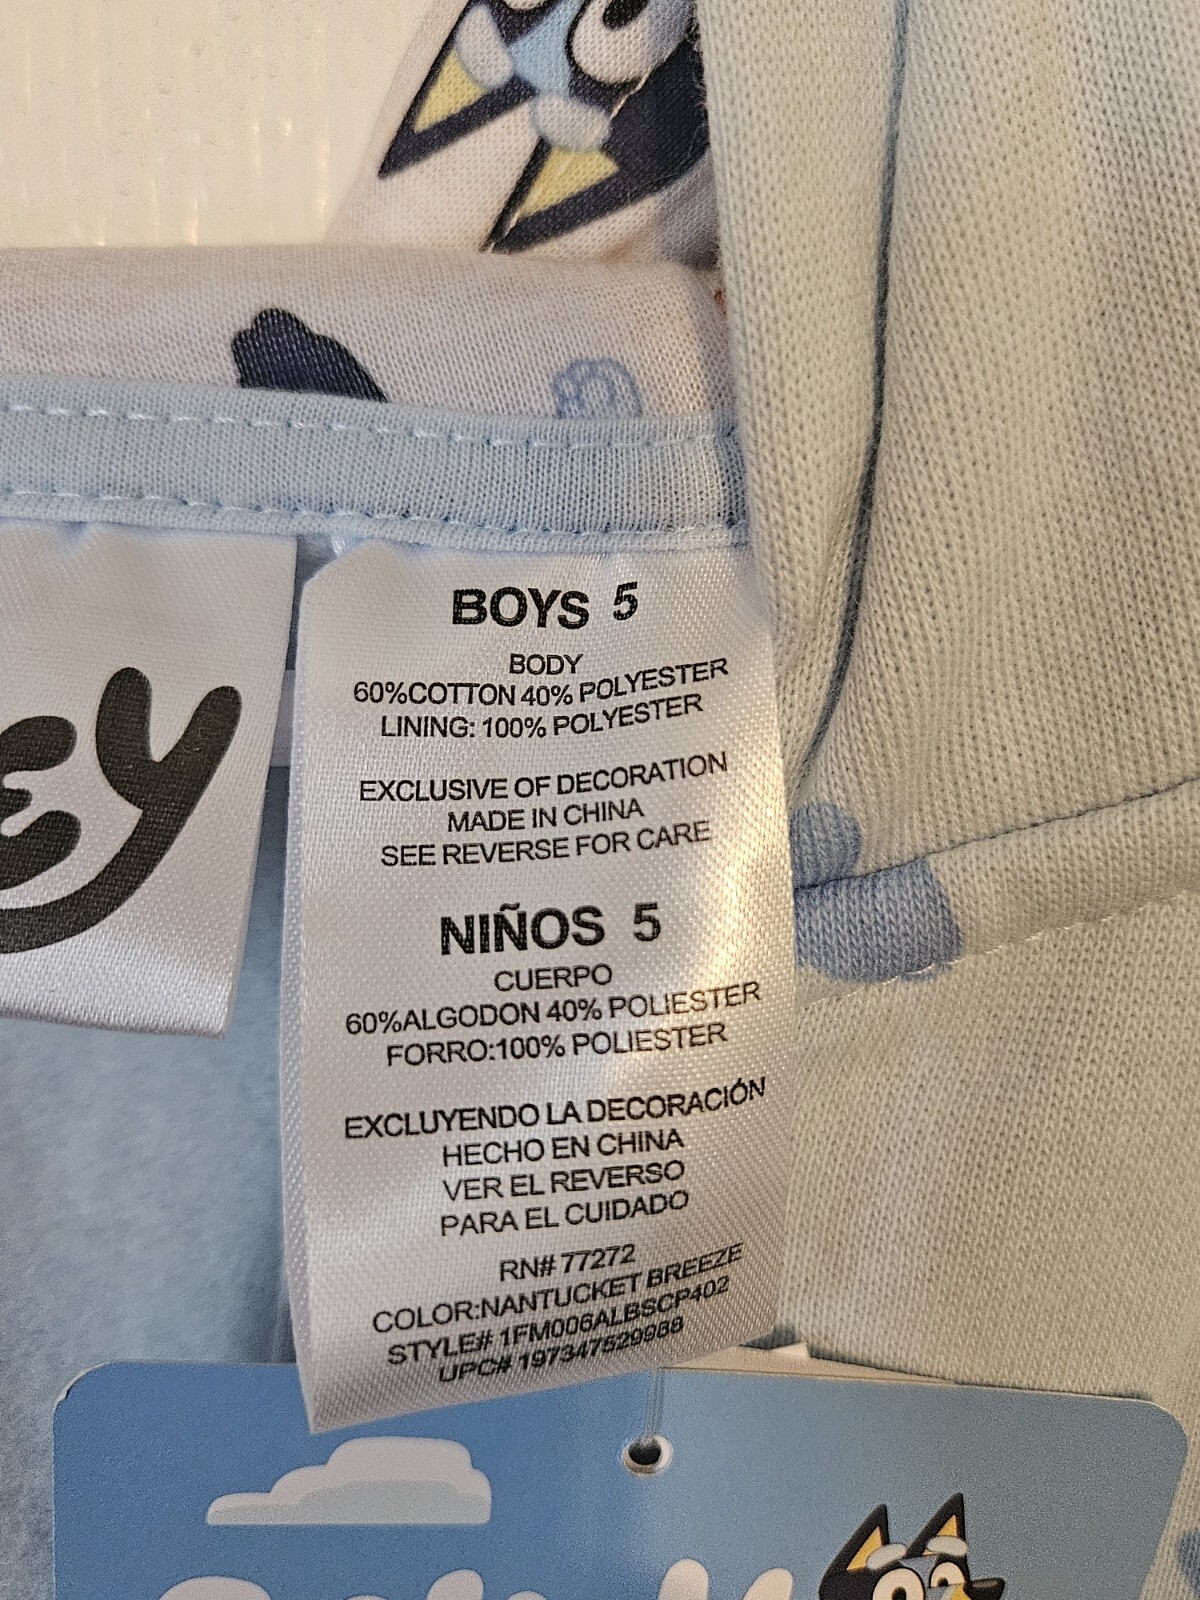 BOYS 5
BODY
60%COTTON 40% POLYESTER
LINING: 100% POLYESTER
EXCLUSIVE OF DECORATION
MADE IN CHINA
SEE REVERSE FOR CARE
NIÑOS 5
CUERPO
60%ALGODON 40% POLIESTER
FORRO:100% POLIESTER
EXCLUYENDO LA DECORACIÓN
HECHO EN CHINA
VER EL REVERSO
PARA EL CUIDADO
RN# 77272
COLOR:NANTUCKET BREEZE
STYLE# 1FM006ALBSCP402
UPC# 197347529988
EY